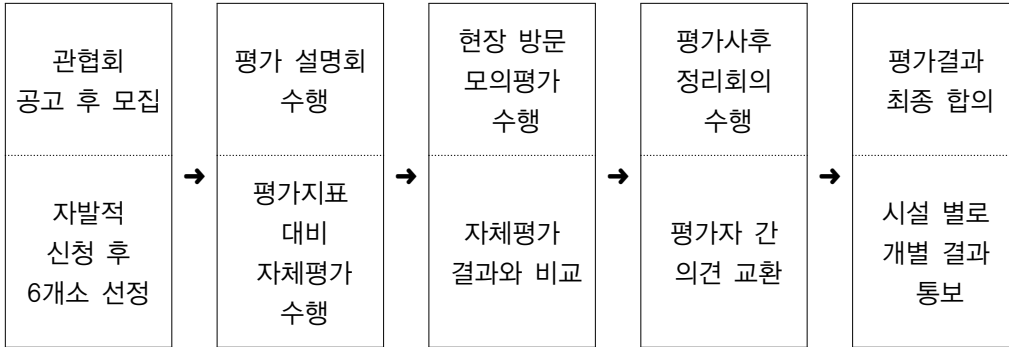 관협회
공고 후 모집
자발적
신청 후
6개소 선정
➜
평가 설명회
수행
평가지표
대비
자체평가
수행
➜
현장 방문
모의평가
수행
자체평가
결과와 비교
➜
평가사후
정리회의
수행
평가자 간
의견 교환
➜
평가결과
최종 합의
시설 별로
개별 결과
통보